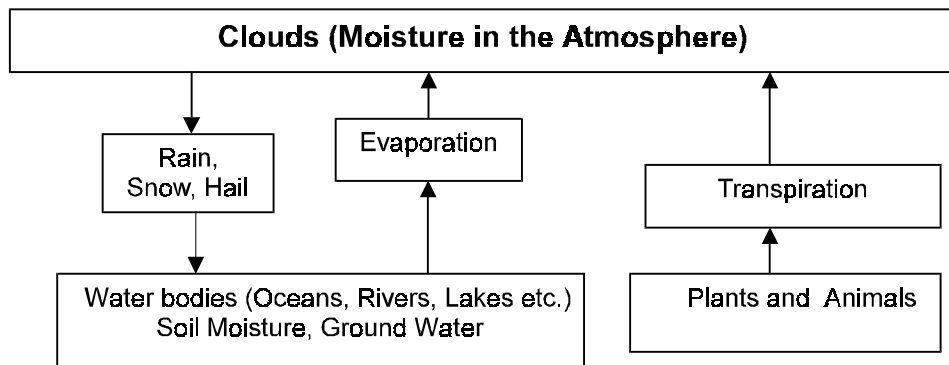 Clouds (Moisture in the Atmosphere)
Rain,
Snow, Hail
Evaporation
Transpiration
Water bodies (Oceans, Rivers, Lakes etc.)
Soil Moisture, Ground Water
Plants and Animals